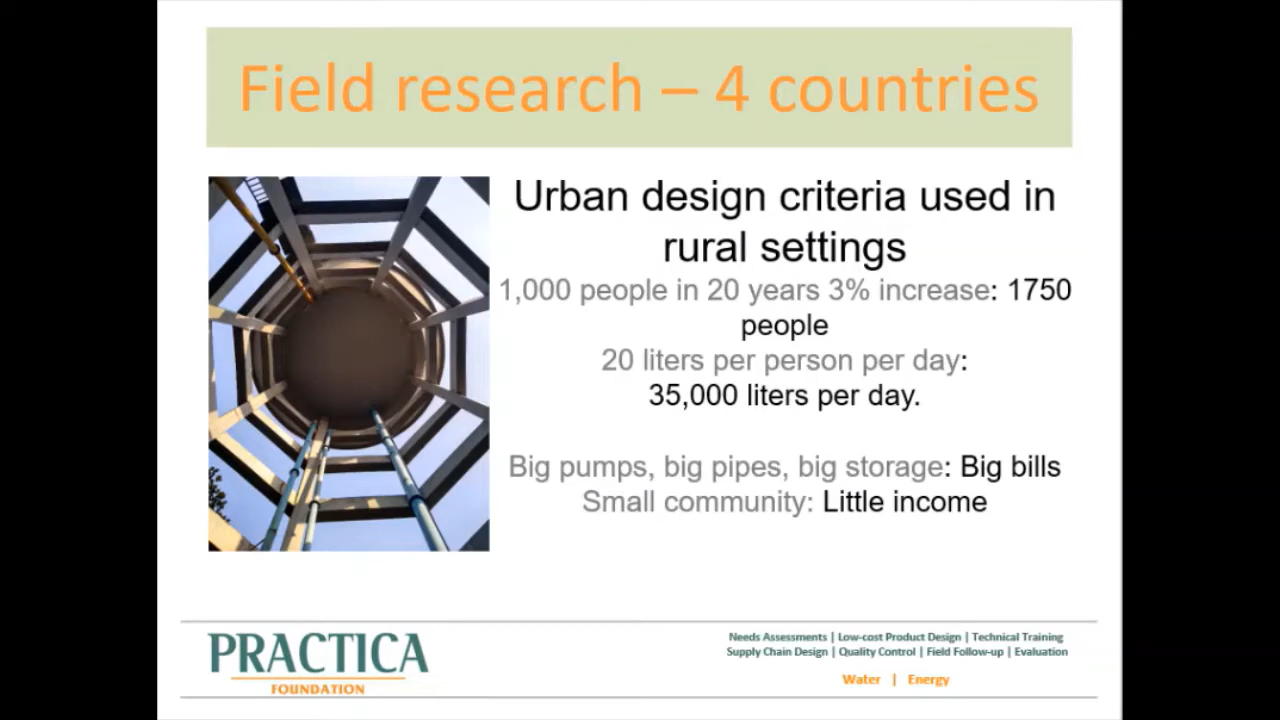 Field research – 4 countries
Urban design criteria used in
rural settings
1,000 people in 20 years 3% increase: 1750
people
20 liters per person per day:
35,000 liters per day.
Big pumps, big pipes, big storage: Big bills
Small community: Little income
PRACTICA
FOUNDATION
Needs Assessments | Low-cost Product Design | Technical Training
Supply Chain Design | Quality Control | Field Follow-up | Evaluation
Water | Energy